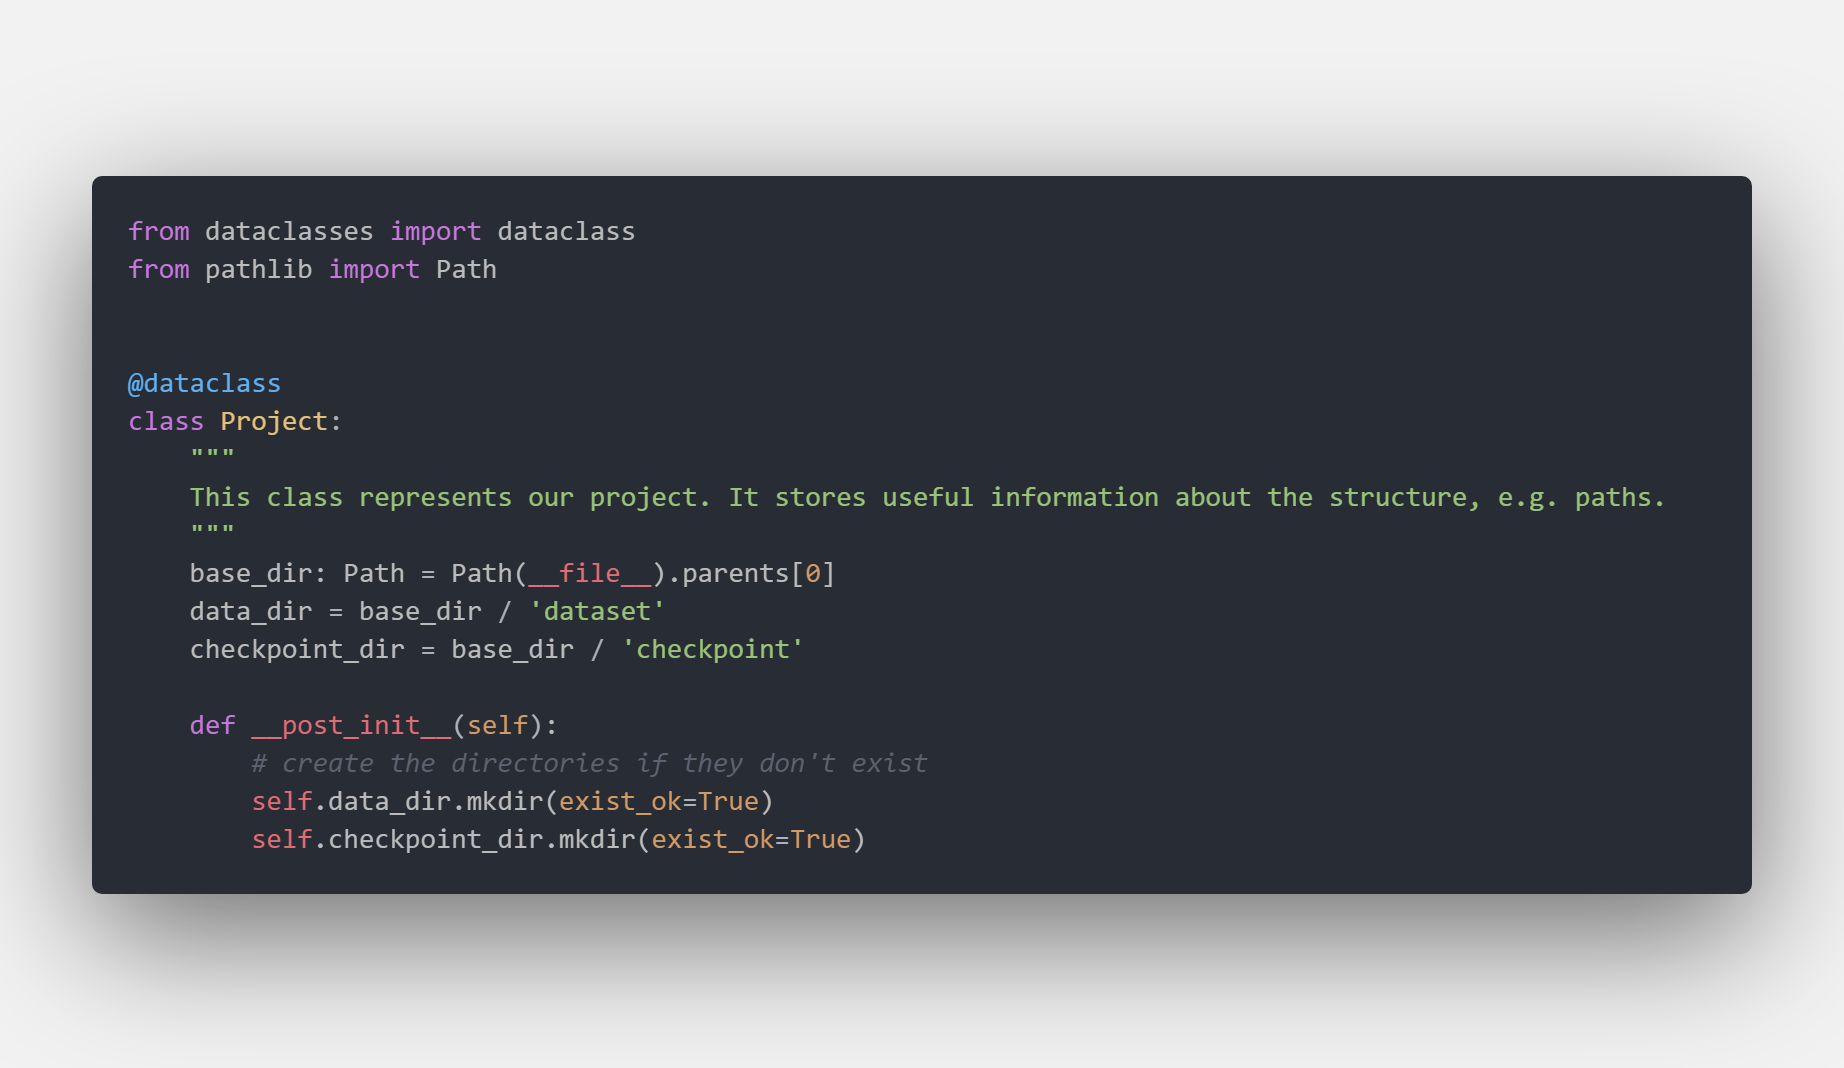 from dataclasses import dataclass
from pathlib import Path
@dataclass
class Project:
    """
    This class represents our project. It stores useful information about the structure, e.g. paths.
    """
    base_dir: Path = Path(__file__).parents[0]
    data_dir = base_dir / 'dataset'
    checkpoint_dir = base_dir / 'checkpoint'
    def __post_init__(self):
        # create the directories if they don't exist
        self.data_dir.mkdir(exist_ok=True)
        self.checkpoint_dir.mkdir(exist_ok=True)